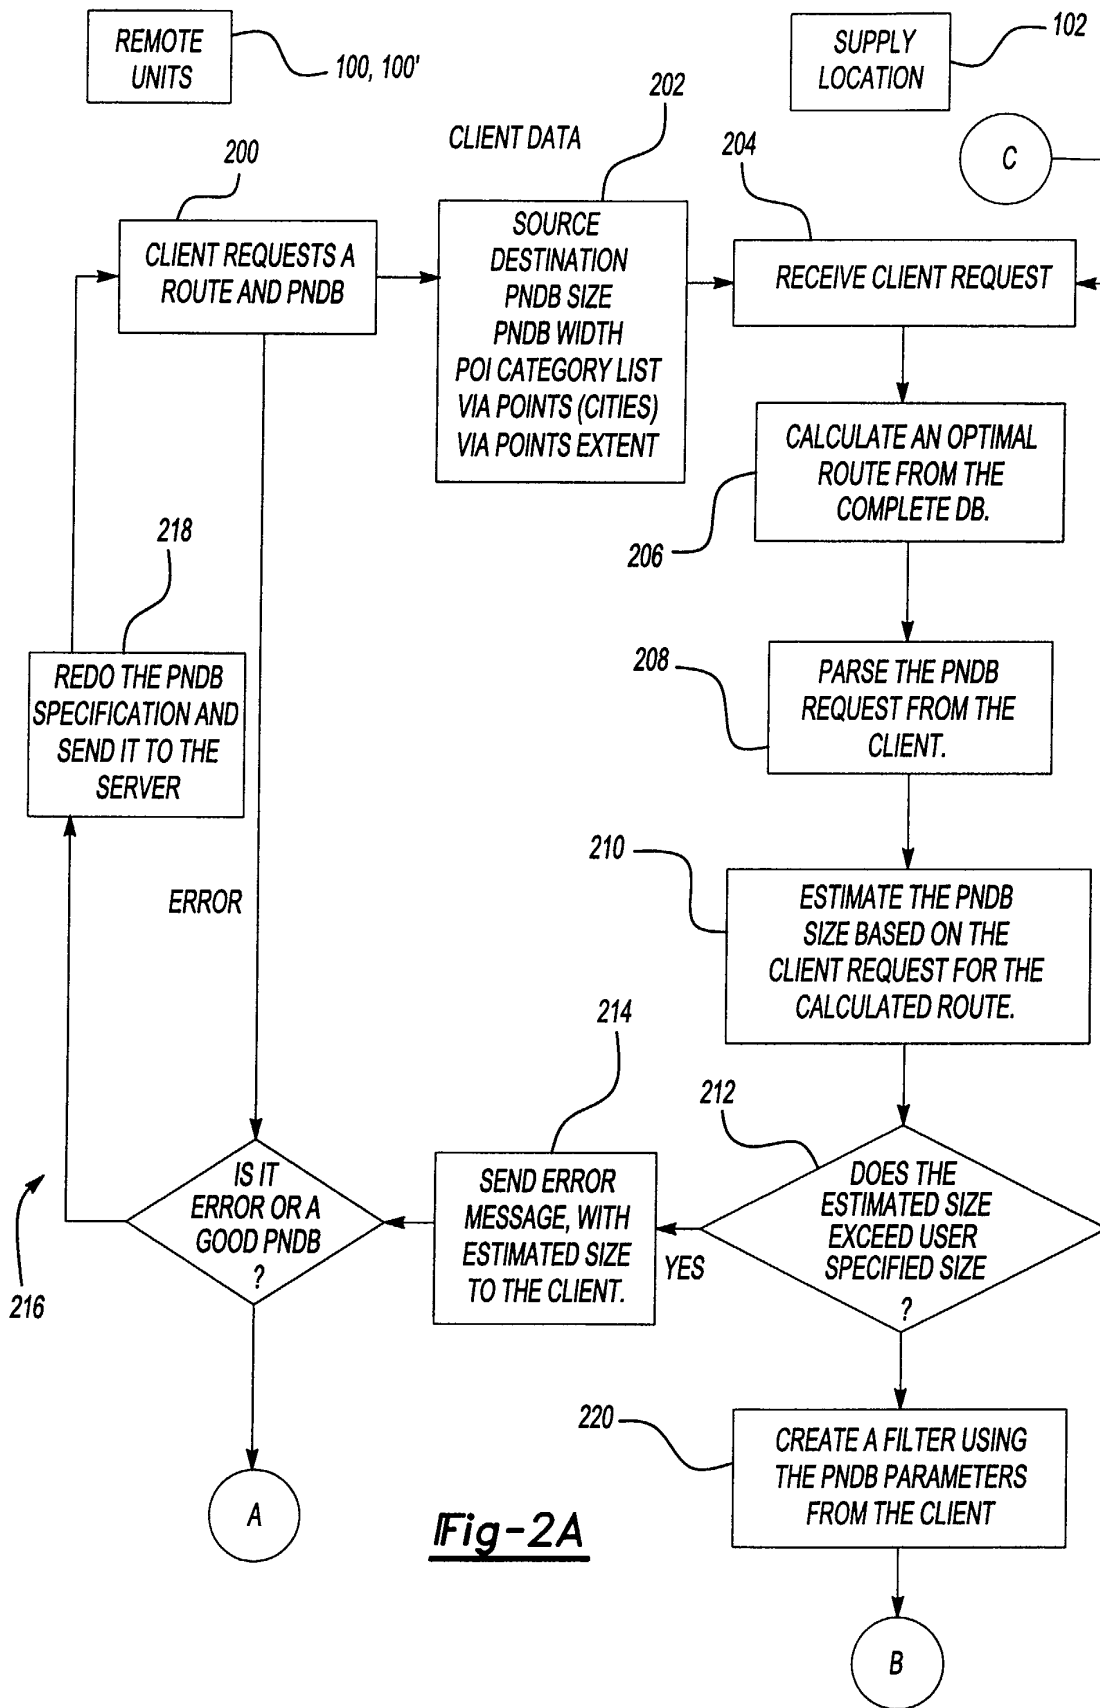 REMOTE
UNITS
100, 100'
SUPPLY
LOCATION
102
C
CLIENT DATA
200
CLIENT REQUESTS A
ROUTE AND PNDB
202
SOURCE
DESTINATION
PNDB SIZE
PNDB WIDTH
POI CATEGORY LIST
VIA POINTS (CITIES)
VIA POINTS EXTENT
204
RECEIVE CLIENT REQUEST
CALCULATE AN OPTIMAL
ROUTE FROM THE
COMPLETE DB.
206
218
REDO THE PNDB
SPECIFICATION AND
SEND IT TO THE
SERVER
208
PARSE THE PNDB
REQUEST FROM THE
CLIENT.
210
ESTIMATE THE PNDB
SIZE BASED ON THE
CLIENT REQUEST FOR THE
CALCULATED ROUTE.
ERROR
214
212
IS IT
ERROR OR A
GOOD PNDB
?
216
SEND ERROR
MESSAGE, WITH
ESTIMATED SIZE
TO THE CLIENT.
YES
DOES THE
ESTIMATED SIZE
EXCEED USER
SPECIFIED SIZE
?
220
CREATE A FILTER USING
THE PNDB PARAMETERS
FROM THE CLIENT
A
Fig-2A
B